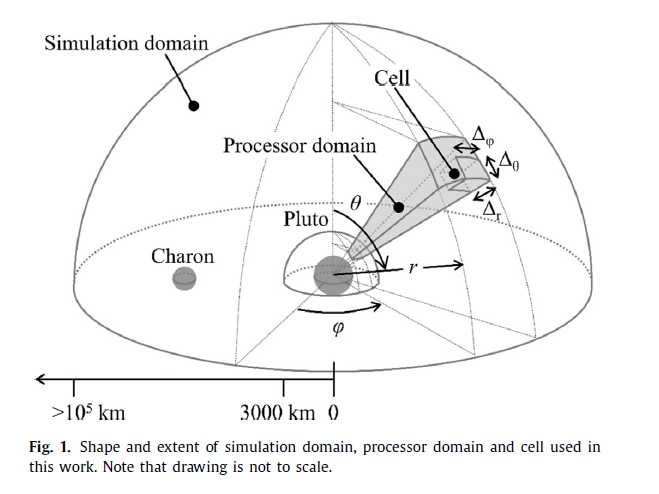 Simulation domain
Cell
Δφ
Processor domain
Δθ
θ
Pluto
Δr
Charon
r
φ
>10⁵ km
3000 km 0
Fig. 1. Shape and extent of simulation domain, processor domain and cell used in
this work. Note that drawing is not to scale.